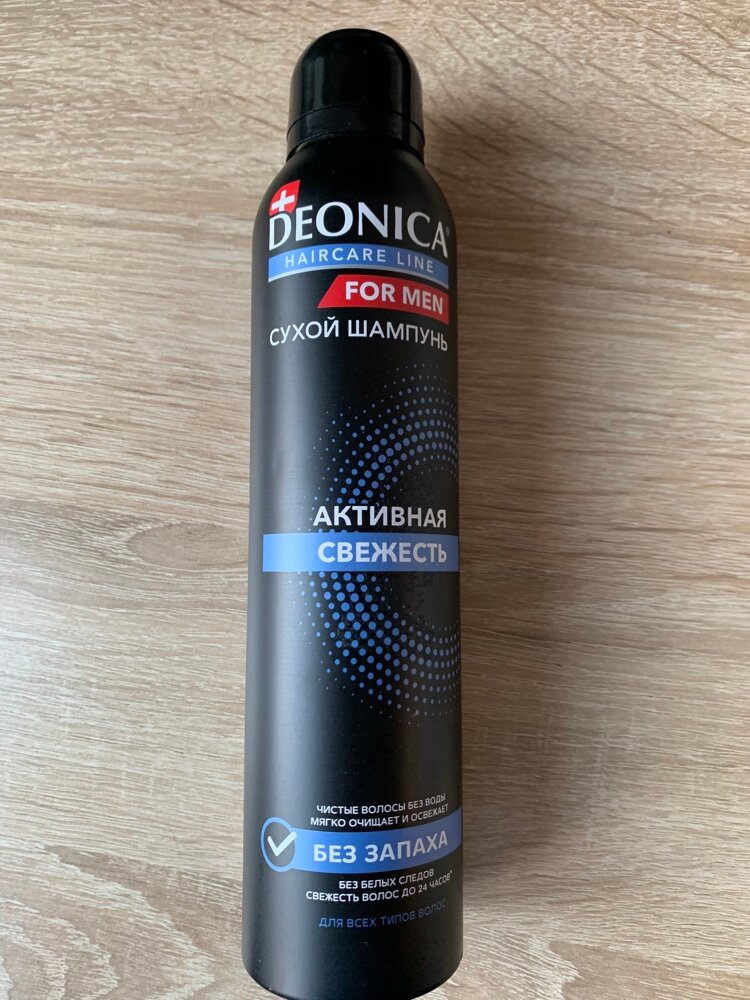 DEONICA®
HAIRCARE LINE
FOR MEN
СУХОЙ ШАМПУНЬ
АКТИВНАЯ
СВЕЖЕСТЬ
ЧИСТЫЕ ВОЛОСЫ БЕЗ ВОДЫ
МЯГКО ОЧИЩАЕТ И ОСВЕЖАЕТ
БЕЗ ЗАПАХА
БЕЗ БЕЛЫХ СЛЕДОВ
СВЕЖЕСТЬ ВОЛОС ДО 24 ЧАСОВ*
ДЛЯ ВСЕХ ТИПОВ ВОЛОС